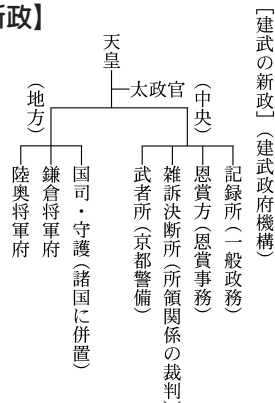 新政】
［建武の新政］（建武政府機構）
天皇
太政官
（中央）
記録所（一般政務）
恩賞方（恩賞事務）
雑訴決断所（所領関係の裁判）
武者所（京都警備）
（地方）
国司・守護（諸国に併置）
鎌倉将軍府
陸奥将軍府